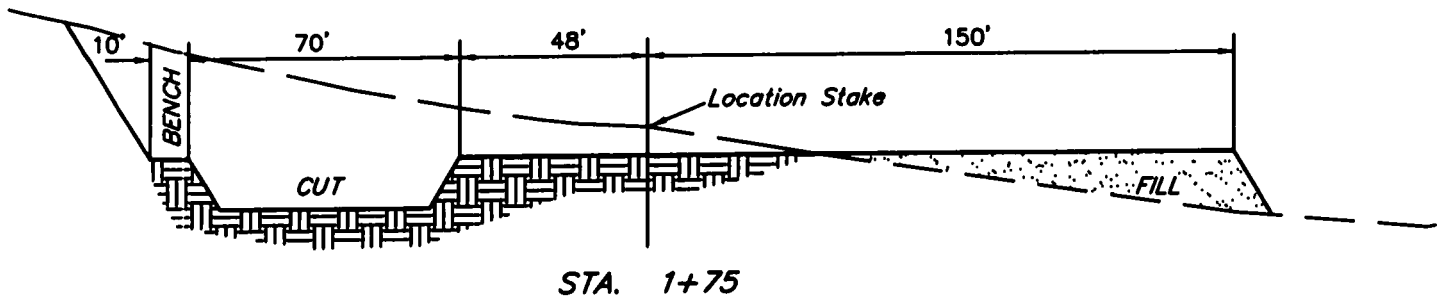 10' 70' 48' 150'
BENCH
Location Stake
CUT
FILL
STA. 1+75